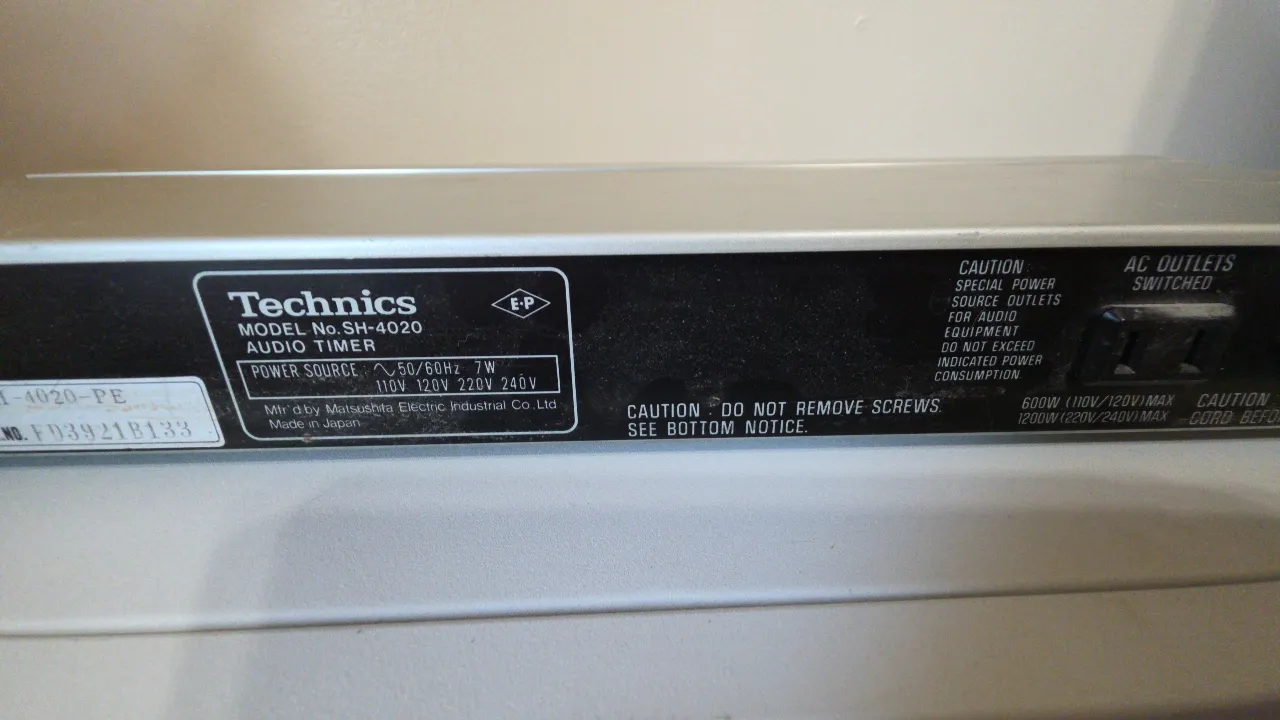 Technics
E-P
MODEL No. SH-4020
AUDIO TIMER
POWER SOURCE ∿50/60Hz 7W
110V 120V 220V 240V
Mfr'd by Matsushita Electric Industrial Co., Ltd
Made in Japan
-4020-PE
NO. FD3921B133
CAUTION : DO NOT REMOVE SCREWS.
SEE BOTTOM NOTICE.
CAUTION
SPECIAL POWER
SOURCE OUTLETS
FOR AUDIO
EQUIPMENT
DO NOT EXCEED
INDICATED POWER
CONSUMPTION.
AC OUTLETS
SWITCHED
600W (110V/120V) MAX
1200W (220V/240V) MAX
CAUTION
CORD